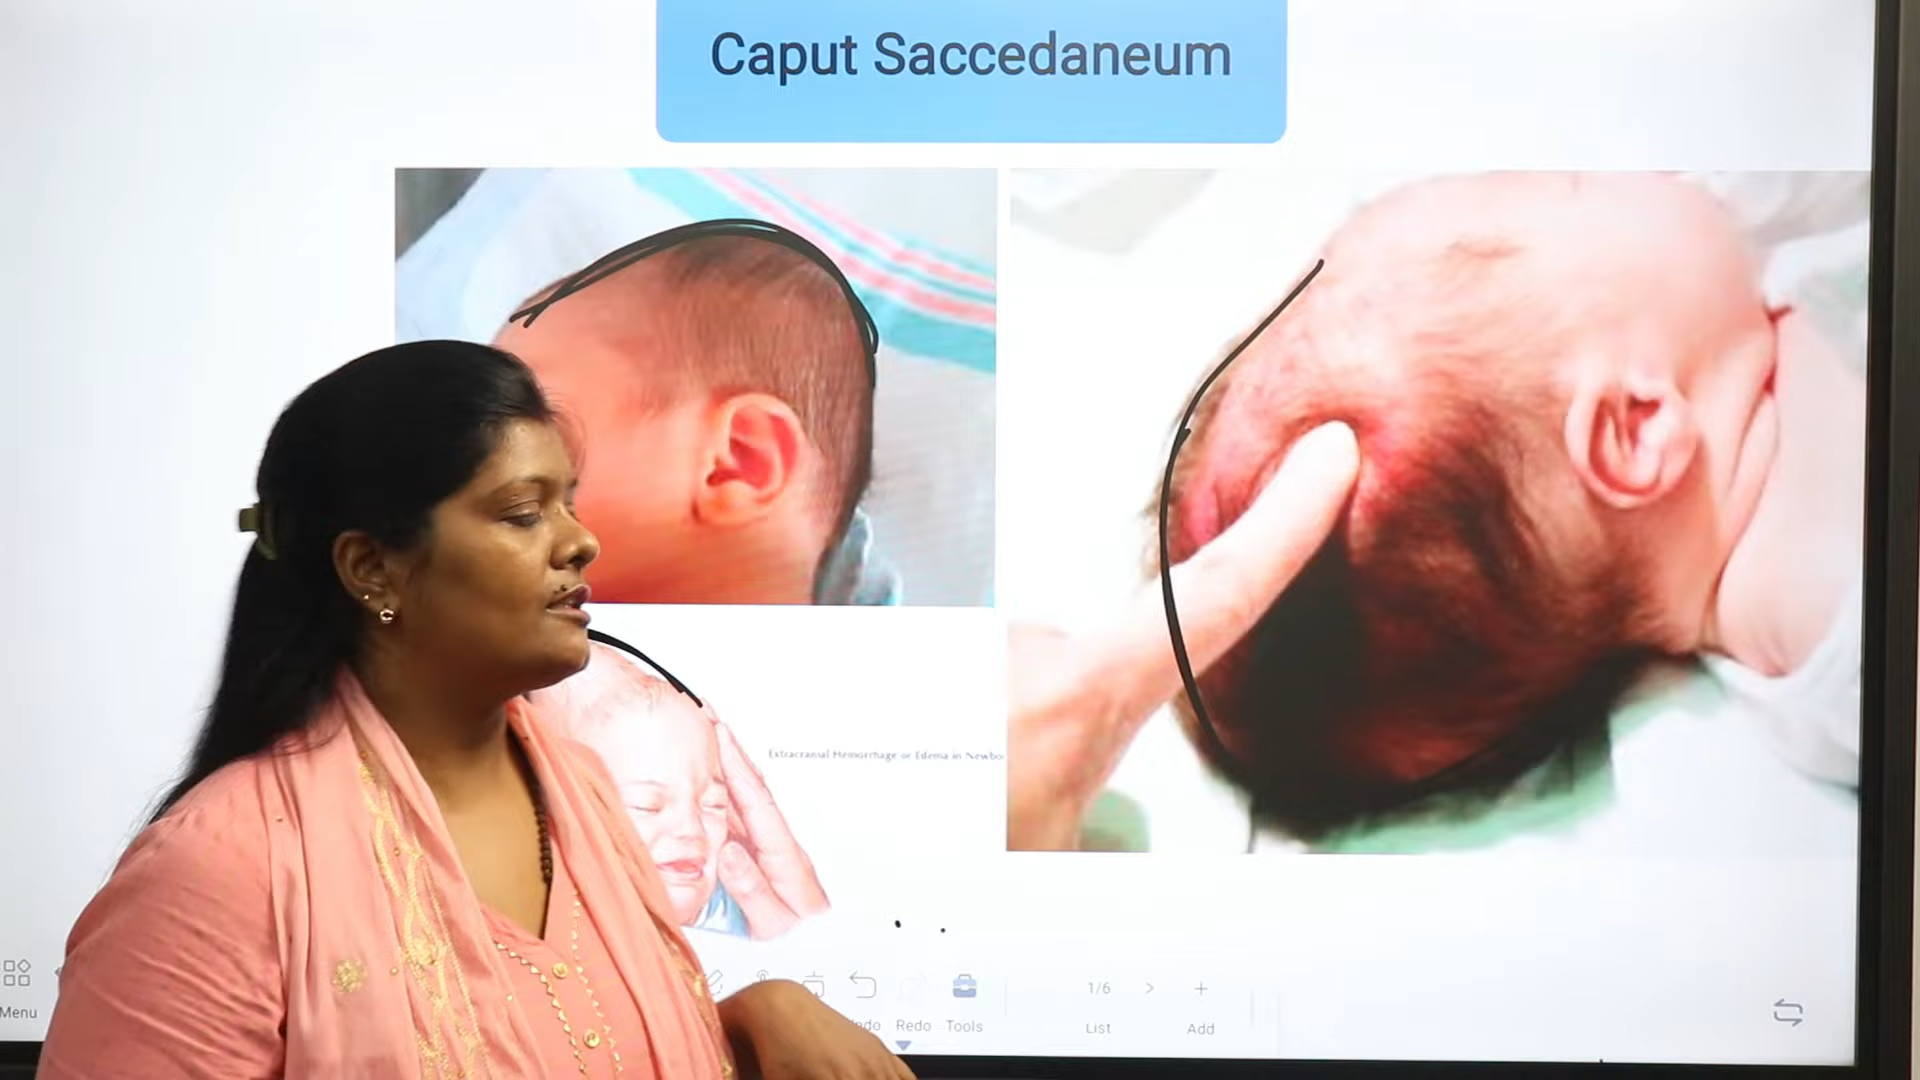 Caput Saccedaneum
Extracranial Hemorrhage or Edema in Newbo
Menu
Redo
Tools
1/6
List
Add